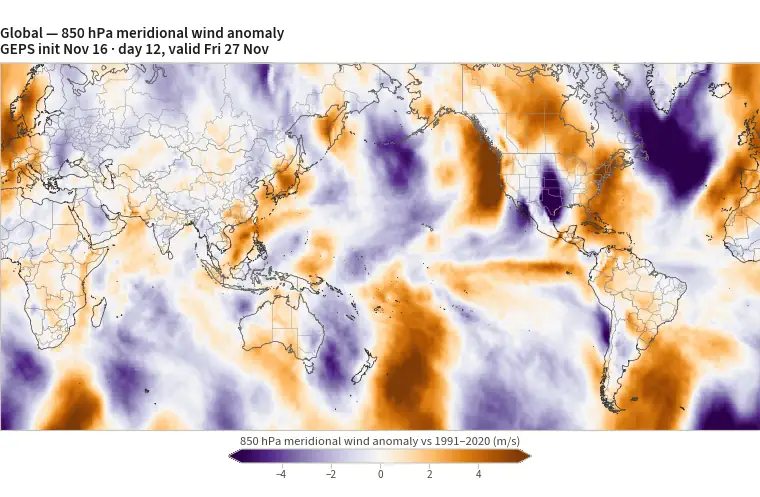 Global — 850 hPa meridional wind anomaly
GEPS init Nov 16 · day 12, valid Fri 27 Nov
850 hPa meridional wind anomaly vs 1991–2020 (m/s)
−4 −2 0 2 4